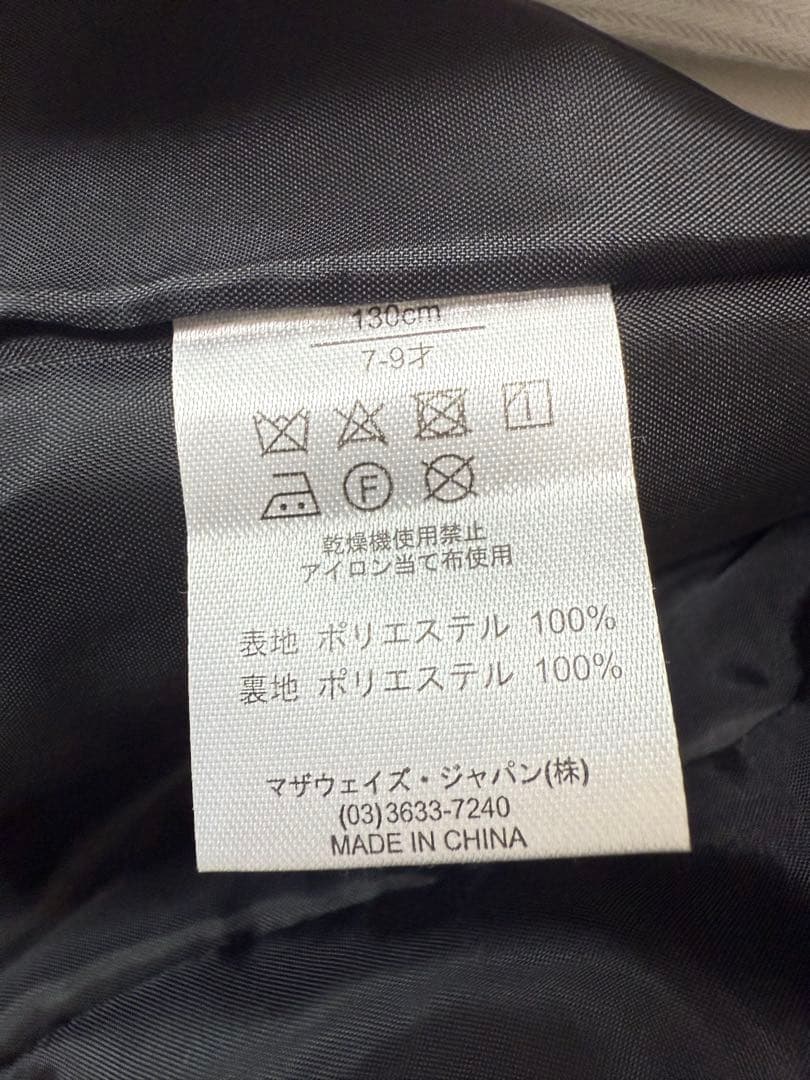 130cm
7-9才
F
乾燥機使用禁止
アイロン当て布使用
表地 ポリエステル 100%
裏地 ポリエステル 100%
マザウェイズ・ジャパン(株)
(03)3633-7240
MADE IN CHINA